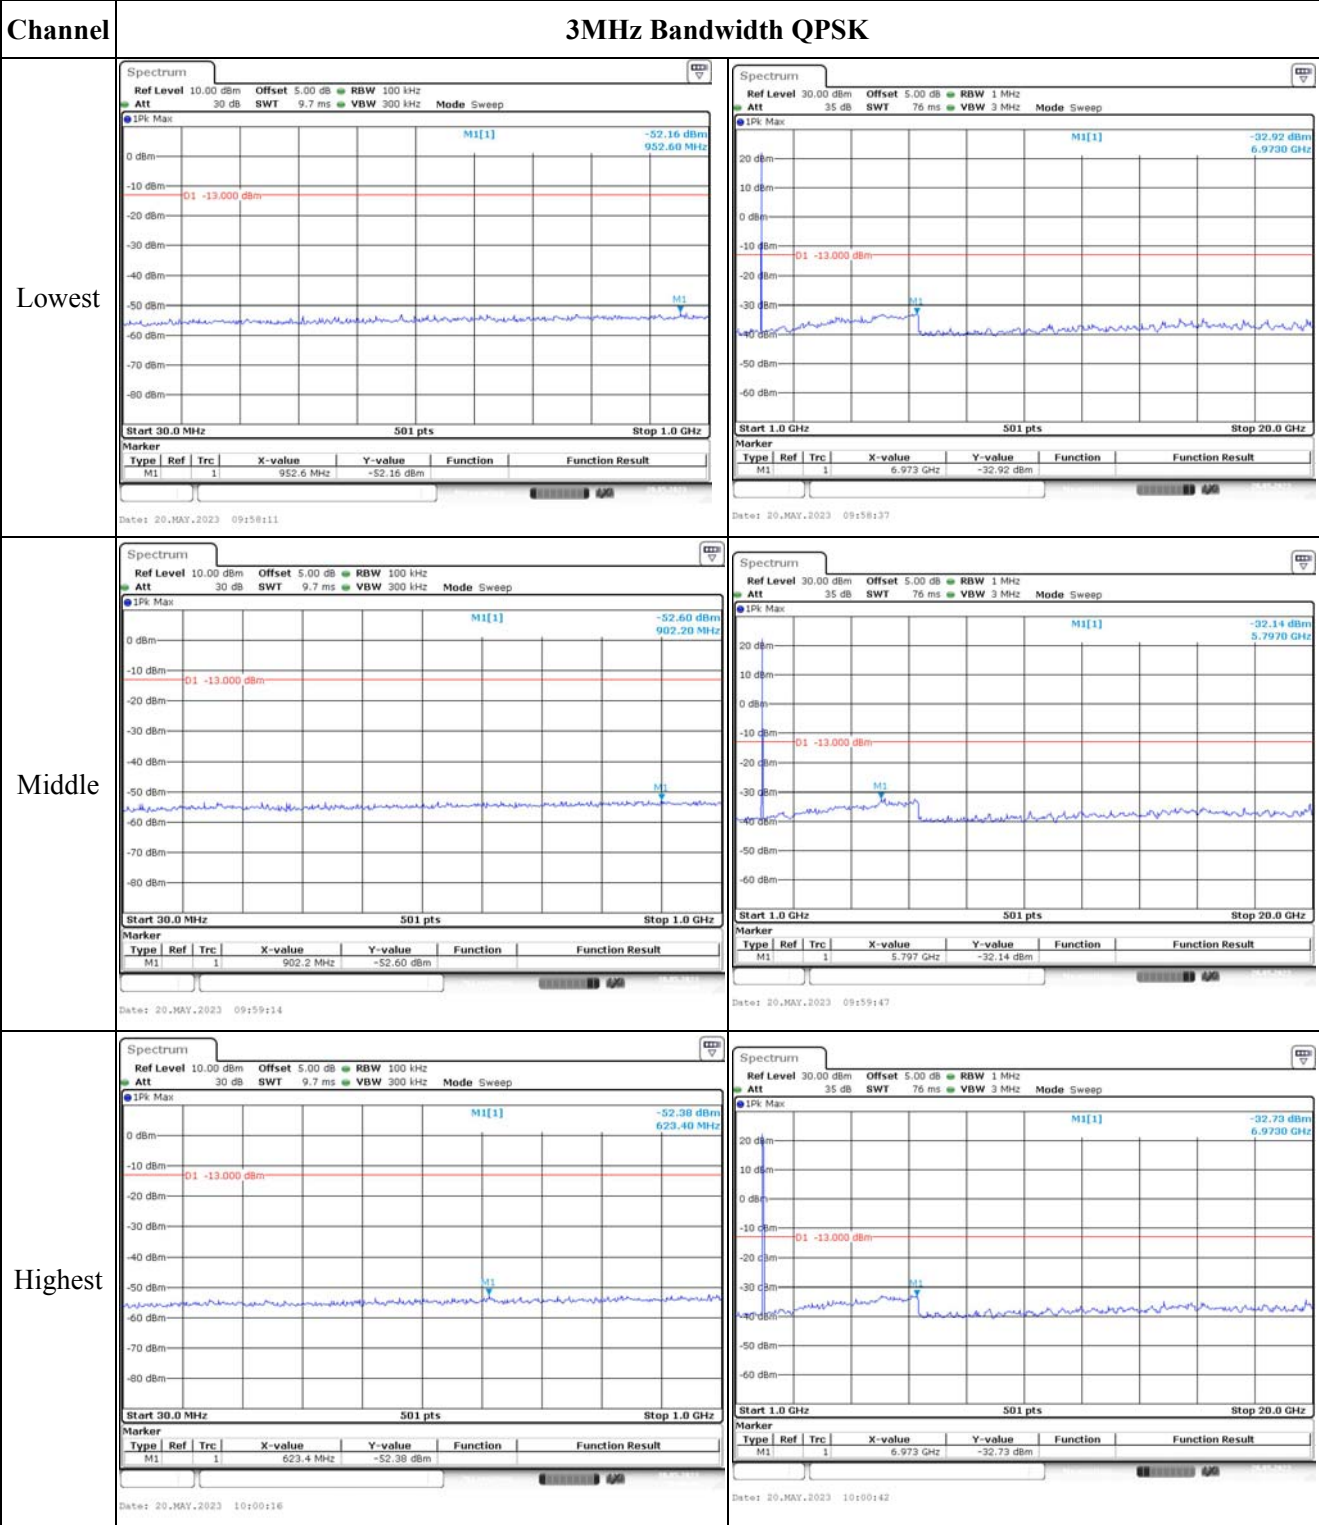 Channel 3MHz Bandwidth QPSK
Lowest
Spectrum
Ref Level 10.00 dBm Offset 5.00 dB RBW 100 kHz
Att 30 dB SWT 9.7 ms VBW 300 kHz Mode Sweep
1Pk Max
M1[1] -52.16 dBm
952.60 MHz
0 dBm
-10 dBm
D1 -13.000 dBm
-20 dBm
-30 dBm
-40 dBm
-50 dBm
M1
-60 dBm
-70 dBm
-80 dBm
Start 30.0 MHz 501 pts Stop 1.0 GHz
Marker
Type Ref Trc X-value Y-value Function Function Result
M1 1 952.6 MHz -52.16 dBm
Date: 20.MAY.2023 09:58:11
Spectrum
Ref Level 30.00 dBm Offset 5.00 dB RBW 1 MHz
Att 35 dB SWT 76 ms VBW 3 MHz Mode Sweep
1Pk Max
M1[1] -32.92 dBm
6.9730 GHz
20 dBm
10 dBm
0 dBm
-10 dBm
D1 -13.000 dBm
-20 dBm
-30 dBm
M1
-40 dBm
-50 dBm
-60 dBm
Start 1.0 GHz 501 pts Stop 20.0 GHz
Marker
Type Ref Trc X-value Y-value Function Function Result
M1 1 6.973 GHz -32.92 dBm
Date: 20.MAY.2023 09:58:37
Middle
Spectrum
Ref Level 10.00 dBm Offset 5.00 dB RBW 100 kHz
Att 30 dB SWT 9.7 ms VBW 300 kHz Mode Sweep
1Pk Max
M1[1] -52.60 dBm
902.20 MHz
0 dBm
-10 dBm
D1 -13.000 dBm
-20 dBm
-30 dBm
-40 dBm
-50 dBm
M1
-60 dBm
-70 dBm
-80 dBm
Start 30.0 MHz 501 pts Stop 1.0 GHz
Marker
Type Ref Trc X-value Y-value Function Function Result
M1 1 902.2 MHz -52.60 dBm
Date: 20.MAY.2023 09:59:14
Spectrum
Ref Level 30.00 dBm Offset 5.00 dB RBW 1 MHz
Att 35 dB SWT 76 ms VBW 3 MHz Mode Sweep
1Pk Max
M1[1] -32.14 dBm
5.7970 GHz
20 dBm
10 dBm
0 dBm
-10 dBm
D1 -13.000 dBm
-20 dBm
-30 dBm
M1
-40 dBm
-50 dBm
-60 dBm
Start 1.0 GHz 501 pts Stop 20.0 GHz
Marker
Type Ref Trc X-value Y-value Function Function Result
M1 1 5.797 GHz -32.14 dBm
Date: 20.MAY.2023 09:59:47
Highest
Spectrum
Ref Level 10.00 dBm Offset 5.00 dB RBW 100 kHz
Att 30 dB SWT 9.7 ms VBW 300 kHz Mode Sweep
1Pk Max
M1[1] -52.38 dBm
623.40 MHz
0 dBm
-10 dBm
D1 -13.000 dBm
-20 dBm
-30 dBm
-40 dBm
-50 dBm
M1
-60 dBm
-70 dBm
-80 dBm
Start 30.0 MHz 501 pts Stop 1.0 GHz
Marker
Type Ref Trc X-value Y-value Function Function Result
M1 1 623.4 MHz -52.38 dBm
Date: 20.MAY.2023 10:00:16
Spectrum
Ref Level 30.00 dBm Offset 5.00 dB RBW 1 MHz
Att 35 dB SWT 76 ms VBW 3 MHz Mode Sweep
1Pk Max
M1[1] -32.73 dBm
6.9730 GHz
20 dBm
10 dBm
0 dBm
-10 dBm
D1 -13.000 dBm
-20 dBm
-30 dBm
M1
-40 dBm
-50 dBm
-60 dBm
Start 1.0 GHz 501 pts Stop 20.0 GHz
Marker
Type Ref Trc X-value Y-value Function Function Result
M1 1 6.973 GHz -32.73 dBm
Date: 20.MAY.2023 10:00:42